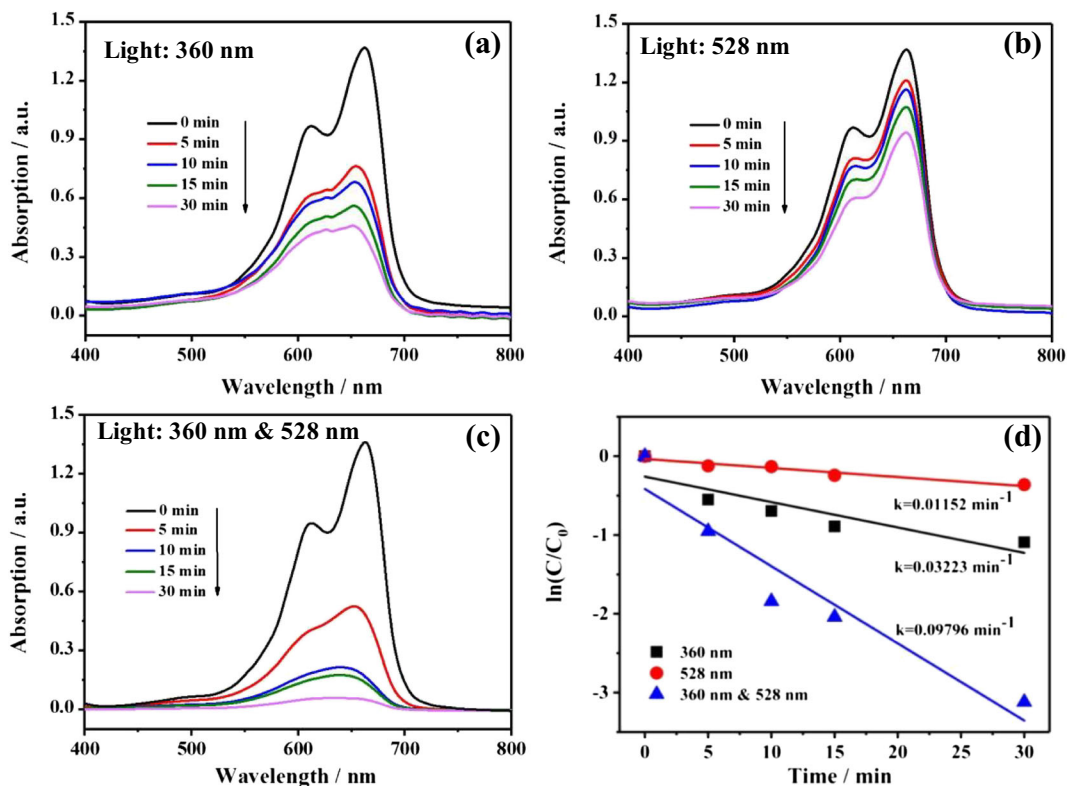 Light: 360 nm
(a)
0 min
5 min
10 min
15 min
30 min
Absorption / a.u.
1.5
1.2
0.9
0.6
0.3
0.0
400
500
600
700
800
Wavelength / nm
Light: 528 nm
(b)
0 min
5 min
10 min
15 min
30 min
Absorption / a.u.
1.5
1.2
0.9
0.6
0.3
0.0
400
500
600
700
800
Wavelength / nm
Light: 360 nm & 528 nm
(c)
0 min
5 min
10 min
15 min
30 min
Absorption / a.u.
1.5
1.2
0.9
0.6
0.3
0.0
400
500
600
700
800
Wavelength / nm
(d)
k=0.01152 min⁻¹
k=0.03223 min⁻¹
k=0.09796 min⁻¹
360 nm
528 nm
360 nm & 528 nm
ln(C/C₀)
0
-1
-2
-3
0
5
10
15
20
25
30
Time / min